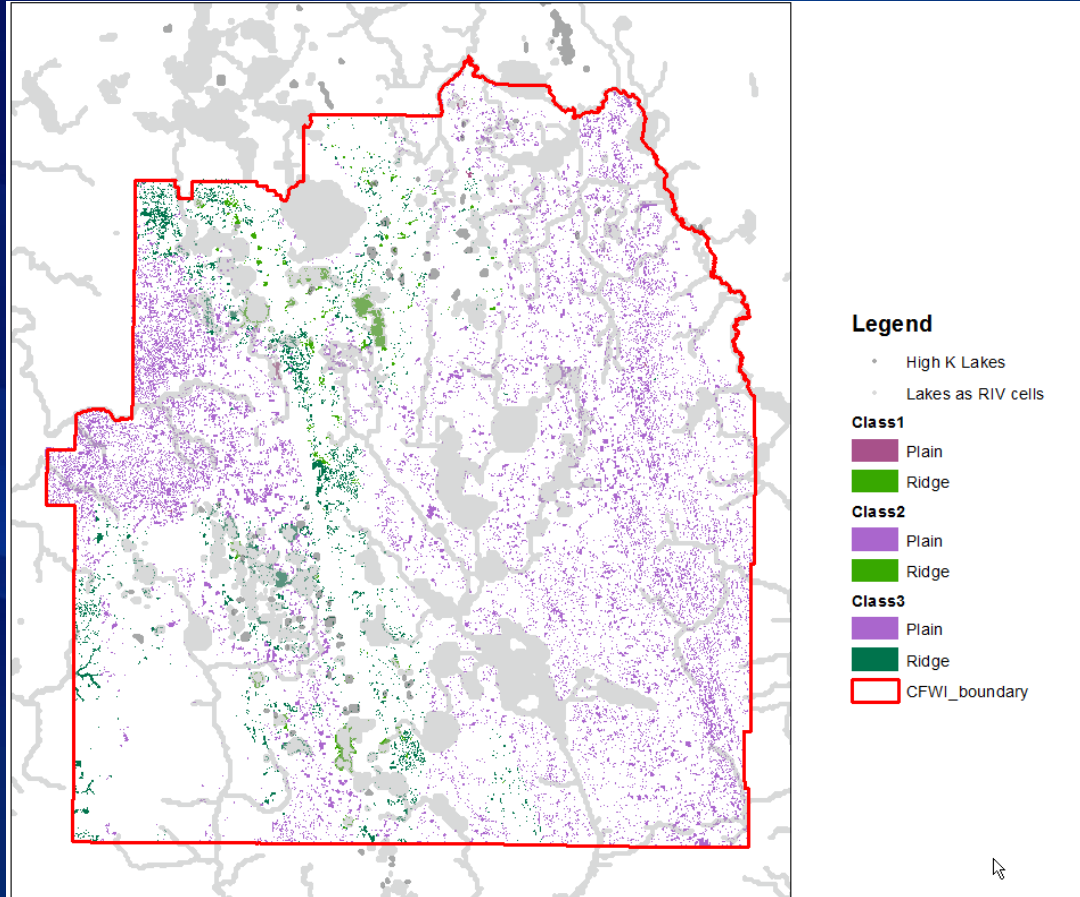 Legend
High K Lakes
Lakes as RIV cells
Class1
Plain
Ridge
Class2
Plain
Ridge
Class3
Plain
Ridge
CFWI_boundary